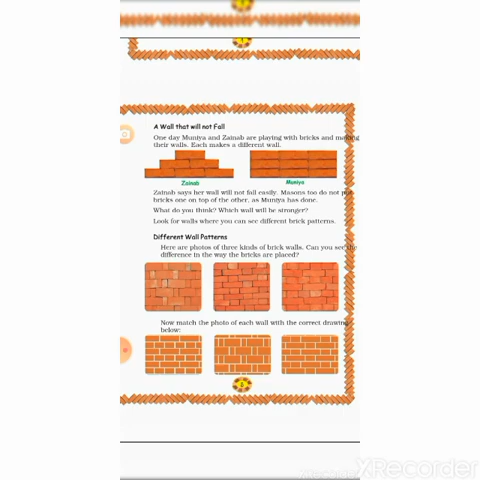 A Wall that will not Fall
One day Muniya and Zainab are playing with bricks and making
their walls. Each makes a different wall.
Zainab
Muniya
Zainab says her wall will not fall easily. Masons too do not put
bricks one on top of the other, as Muniya has done.
What do you think? Which wall will be stronger?
Look for walls where you can see different brick patterns.
Different Wall Patterns
Here are photos of three kinds of brick walls. Can you see the
difference in the way the bricks are placed?
Now match the photo of each wall with the correct drawing
below:
XRecorder